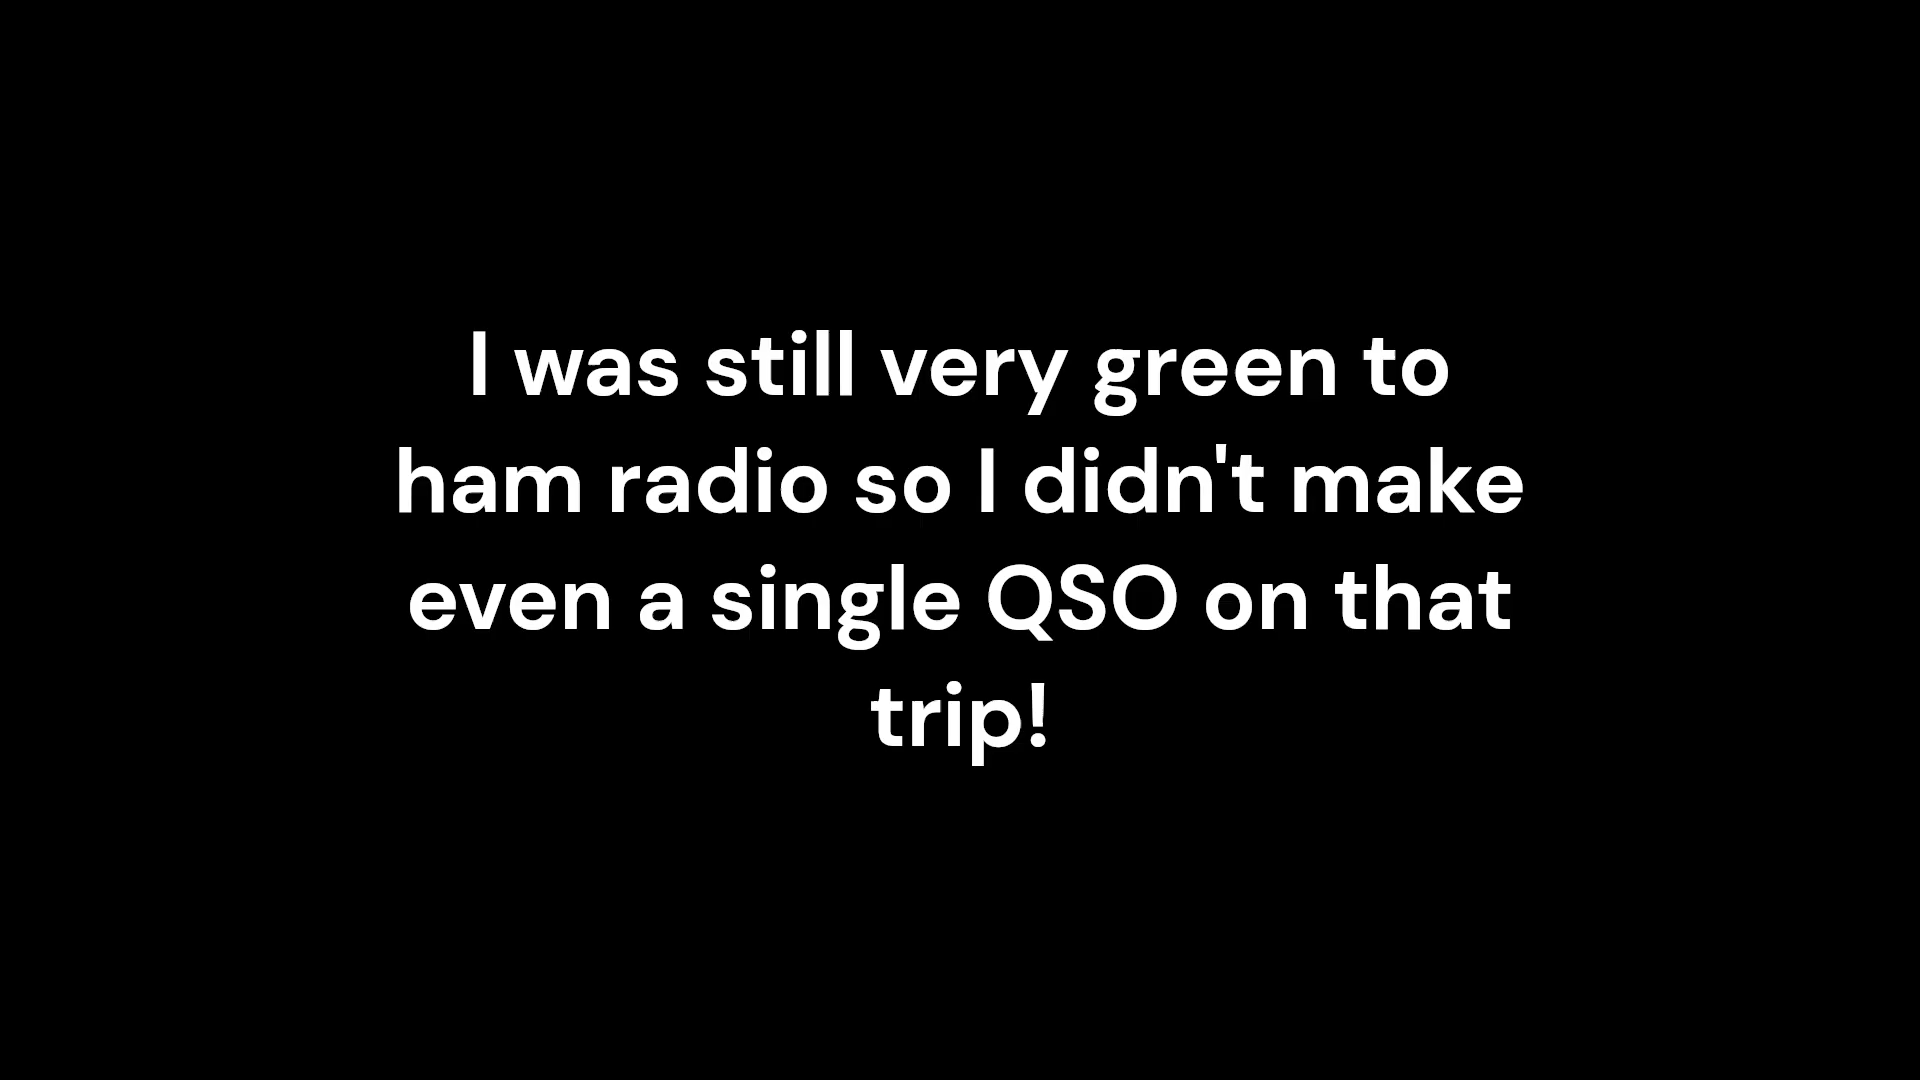 I was still very green to
ham radio so I didn't make
even a single QSO on that
trip!